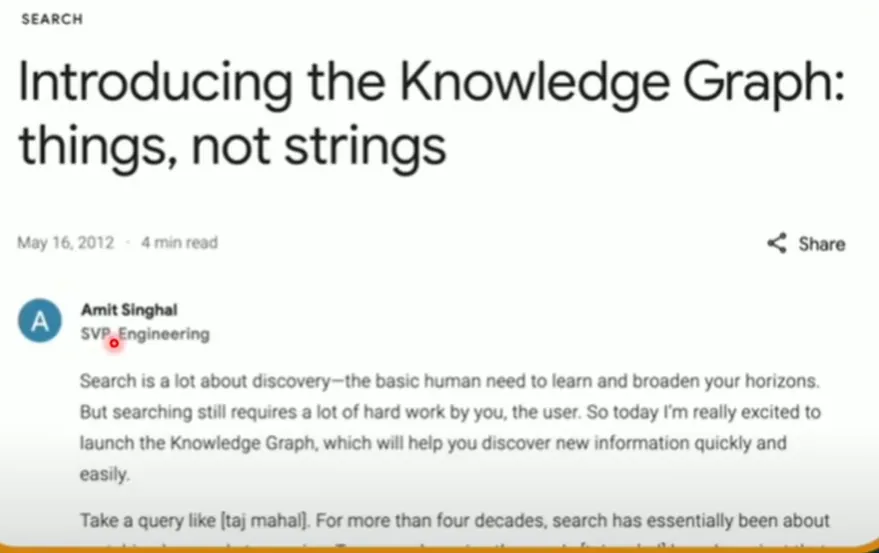 SEARCH
Introducing the Knowledge Graph:
things, not strings
May 16, 2012 · 4 min read
Share
A
Amit Singhal
SVP, Engineering
Search is a lot about discovery—the basic human need to learn and broaden your horizons.
But searching still requires a lot of hard work by you, the user. So today I'm really excited to
launch the Knowledge Graph, which will help you discover new information quickly and
easily.
Take a query like [taj mahal]. For more than four decades, search has essentially been about